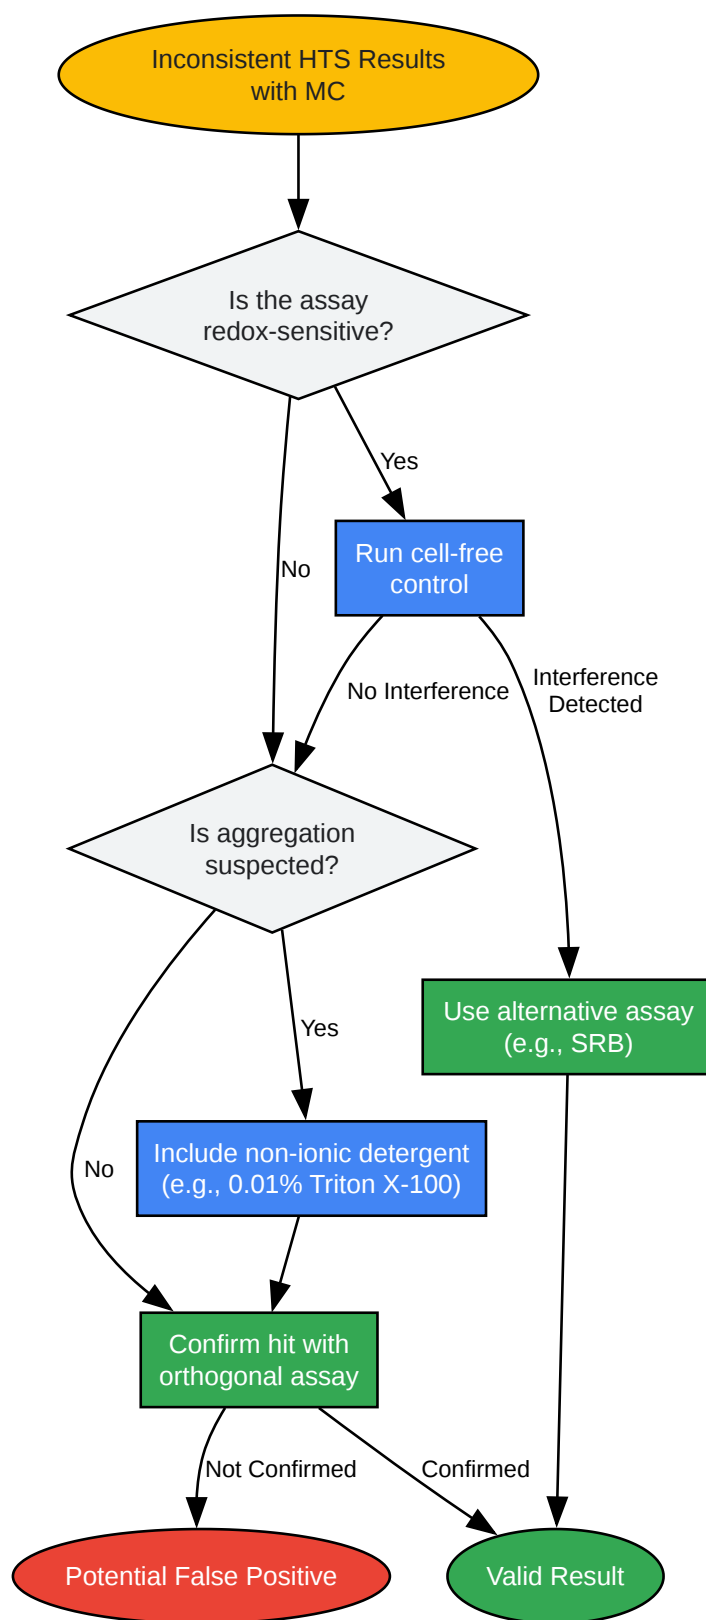 Inconsistent HTS Results
with MC
Is the assay
redox-sensitive?
Yes
Run cell-free
control
No
No Interference
Interference
Detected
Is aggregation
suspected?
Use alternative assay
(e.g., SRB)
Yes
Include non-ionic detergent
(e.g., 0.01% Triton X-100)
No
Confirm hit with
orthogonal assay
Not Confirmed
Confirmed
Potential False Positive
Valid Result